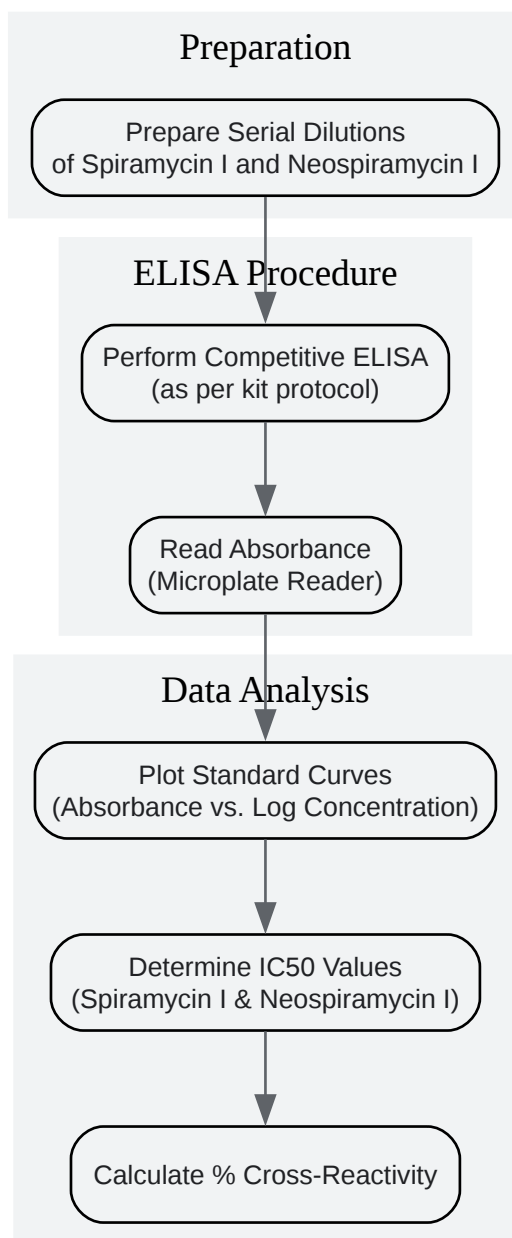 Preparation
Prepare Serial Dilutions
of Spiramycin I and Neospiramycin I
ELISA Procedure
Perform Competitive ELISA
(as per kit protocol)
Read Absorbance
(Microplate Reader)
Data Analysis
Plot Standard Curves
(Absorbance vs. Log Concentration)
Determine IC50 Values
(Spiramycin I & Neospiramycin I)
Calculate % Cross-Reactivity